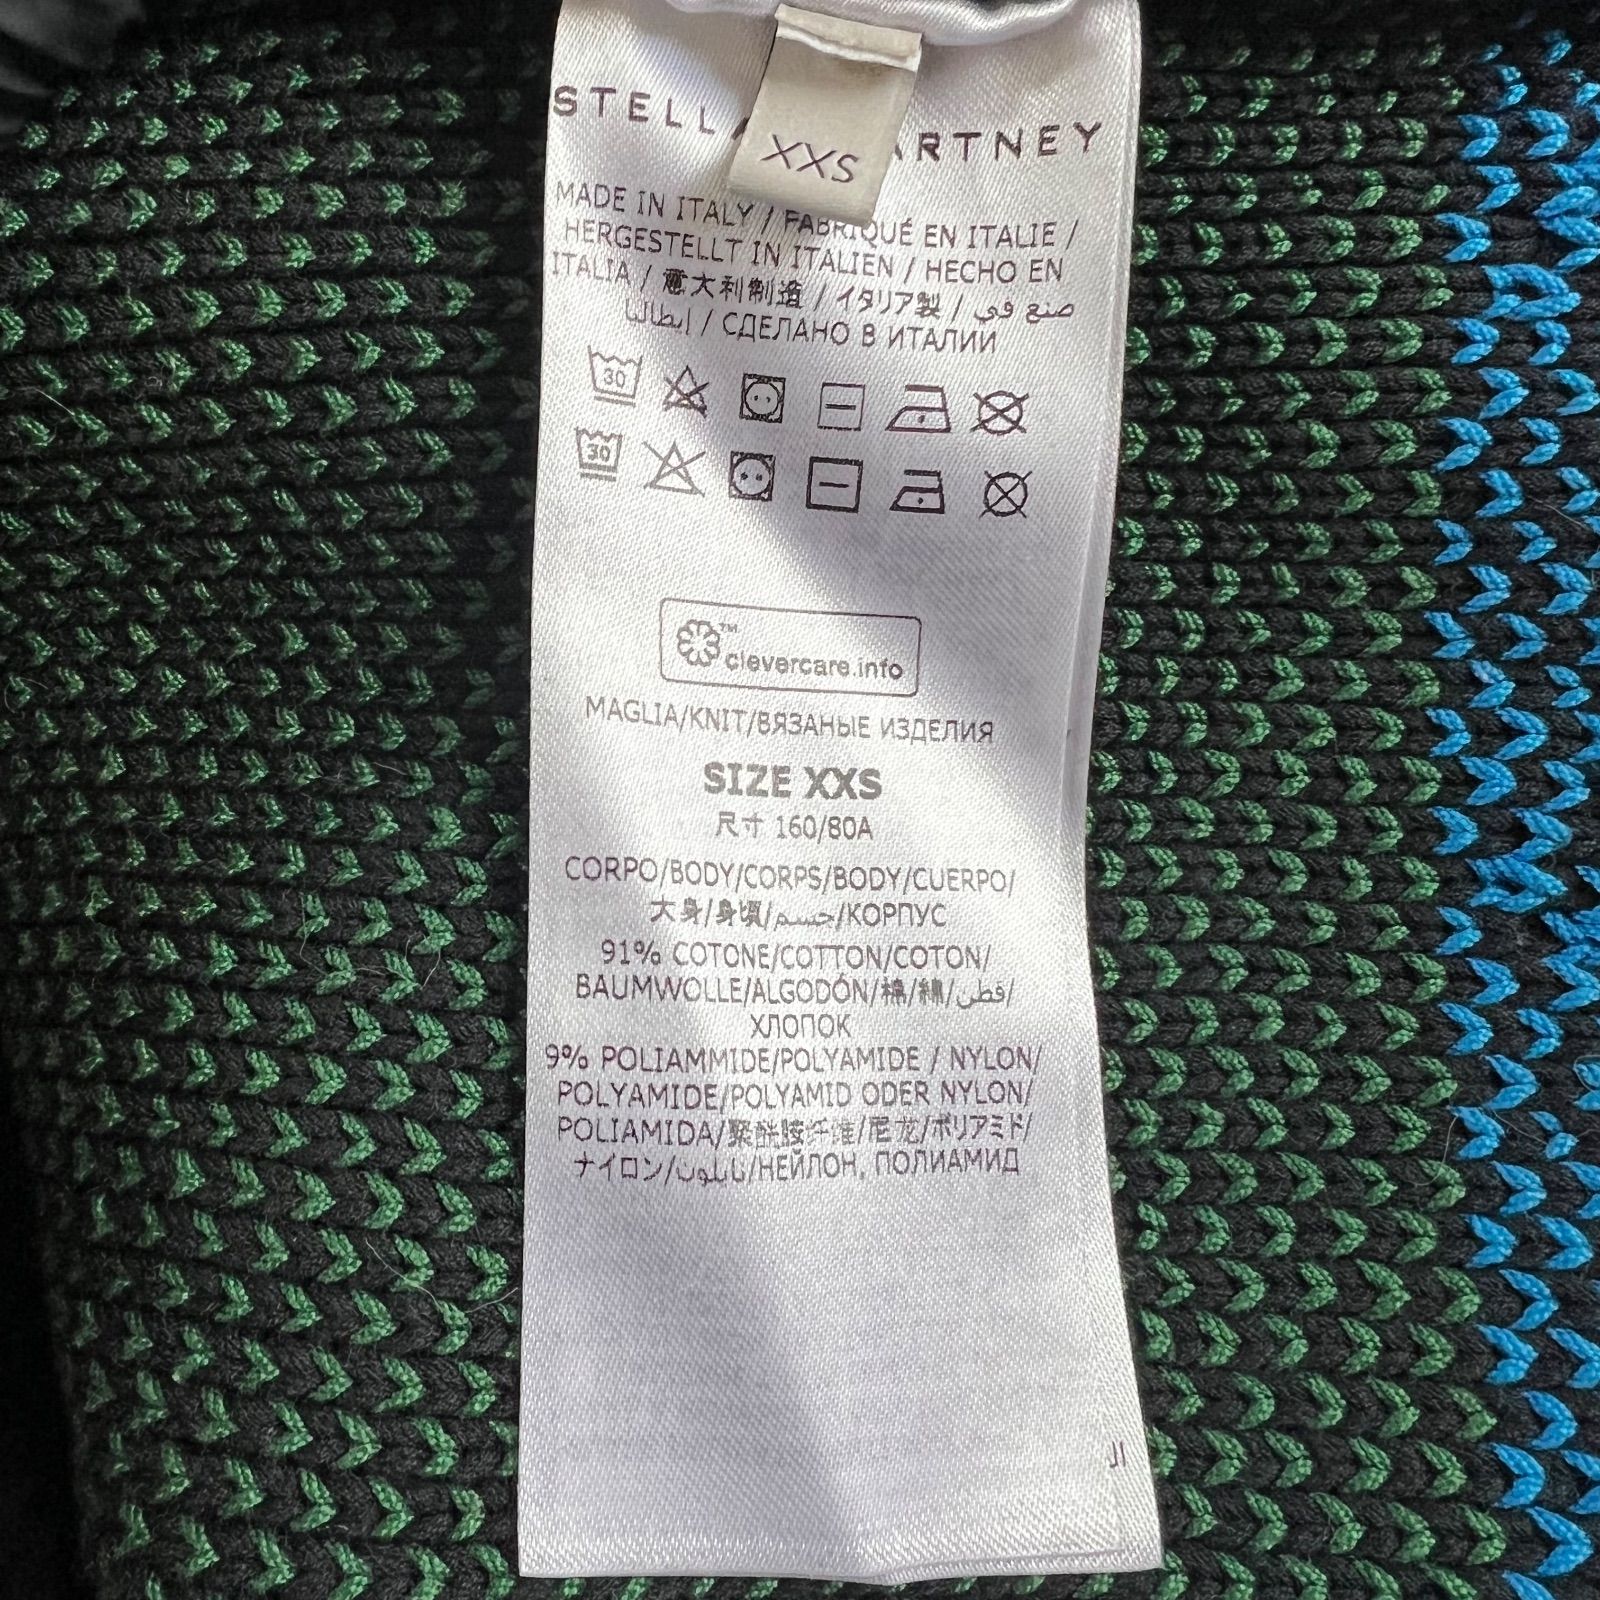 STELLA McCARTNEY
XXS
MADE IN ITALY / FABRIQUÉ EN ITALIE /
HERGESTELLT IN ITALIEN / HECHO EN
ITALIA / 意大利制造 / イタリア製 / صنع في
إيطاليا / СДЕЛАНО В ИТАЛИИ
30
30
™
clevercare.info
MAGLIA/KNIT/ВЯЗАНЫЕ ИЗДЕЛИЯ
SIZE XXS
尺寸 160/80A
CORPO/BODY/CORPS/BODY/CUERPO/
大身/身頃/جسم/КОРПУС
91% COTONE/COTTON/COTON/
BAUMWOLLE/ALGODÓN/棉/綿/قطن/
ХЛОПОК
9% POLIAMMIDE/POLYAMIDE / NYLON/
POLYAMIDE/POLYAMID ODER NYLON/
POLIAMIDA/聚酰胺纤维/尼龙/ポリアミド/
ナイロン/نايلون/НЕЙЛОН, ПОЛИАМИД